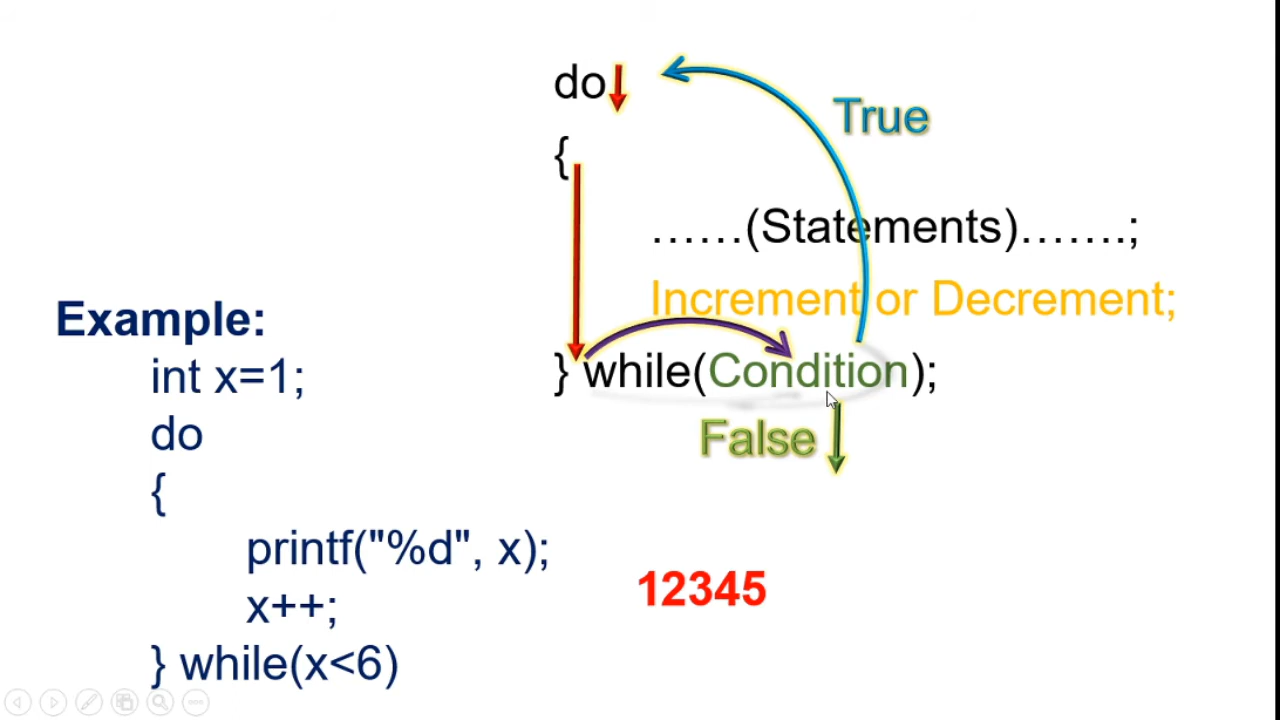 do
True
{
……(Statements)…….;
Increment or Decrement;
} while(Condition);
False
Example:
int x=1;
do
{
printf("%d", x);
x++;
} while(x<6)
12345